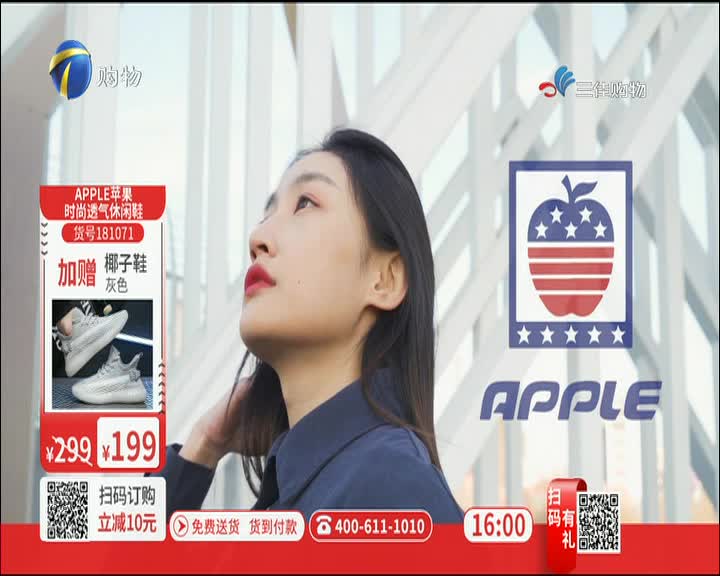 购物
三佳购物
APPLE苹果
时尚透气休闲鞋
货号181071
加赠 椰子鞋
灰色
¥299 ¥199
APPLE
扫码订购
立减10元
免费送货 货到付款
400-611-1010
16:00
扫码
有礼